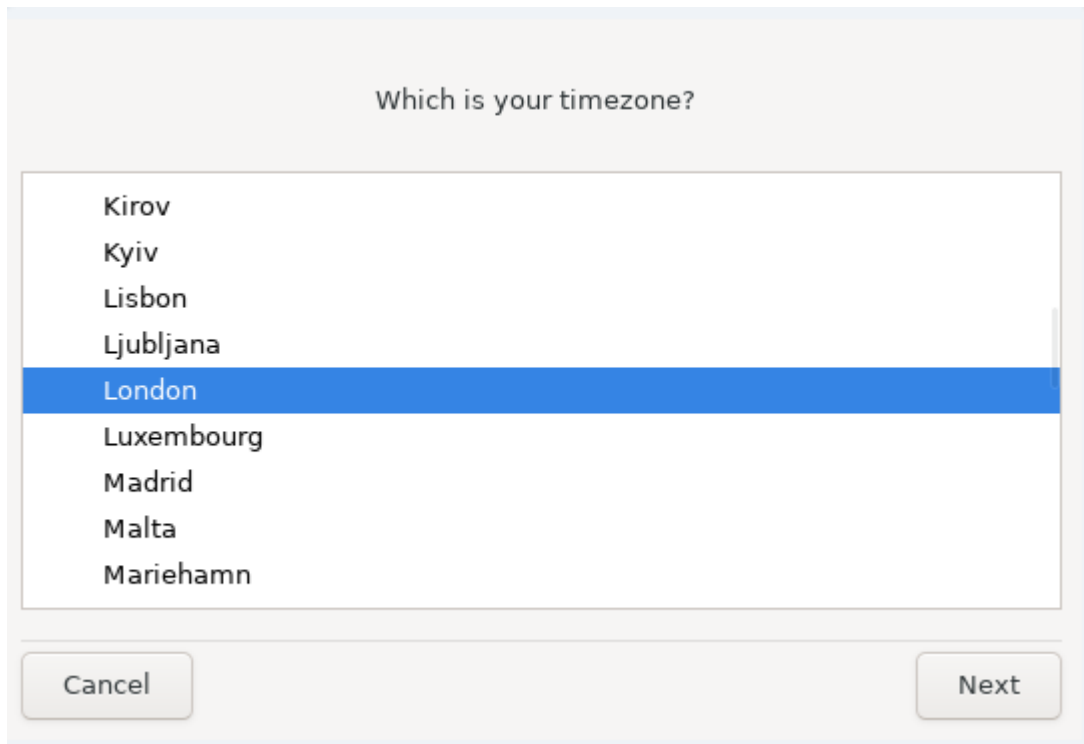 Which is your timezone?
Kirov
Kyiv
Lisbon
Ljubljana
London
Luxembourg
Madrid
Malta
Mariehamn
Cancel
Next